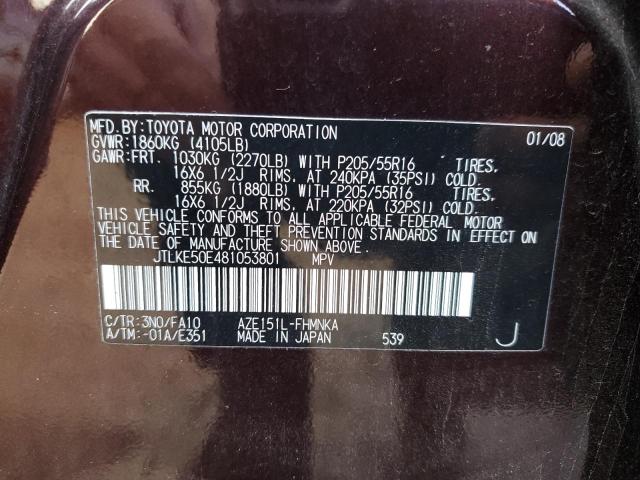 MFD.BY:TOYOTA MOTOR CORPORATION 01/08
GVWR:1860KG (4105LB)
GAWR:FRT. 1030KG (2270LB) WITH P205/55R16 TIRES,
16X6 1/2J RIMS, AT 240KPA (35PSI) COLD.
RR. 855KG (1880LB) WITH P205/55R16 TIRES,
16X6 1/2J RIMS, AT 220KPA (32PSI) COLD.
THIS VEHICLE CONFORMS TO ALL APPLICABLE FEDERAL MOTOR
VEHICLE SAFETY AND THEFT PREVENTION STANDARDS IN EFFECT
ON THE DATE OF MANUFACTURE SHOWN ABOVE.
JTLKE50E481053801 MPV
C/TR:3N0/FA10 AZE151L-FHMNKA
A/TM:-01A/E351 MADE IN JAPAN 539 J